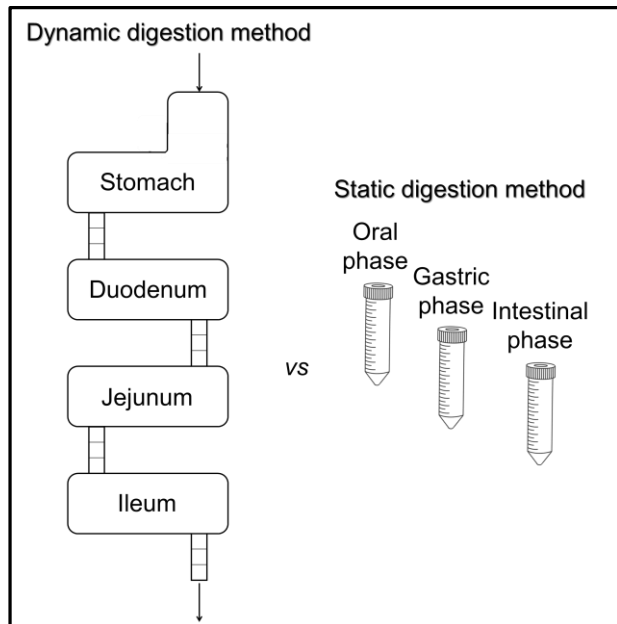 Dynamic digestion method
Stomach
Duodenum
Jejunum
Ileum
vs
Static digestion method
Oral
phase
Gastric
phase
Intestinal
phase